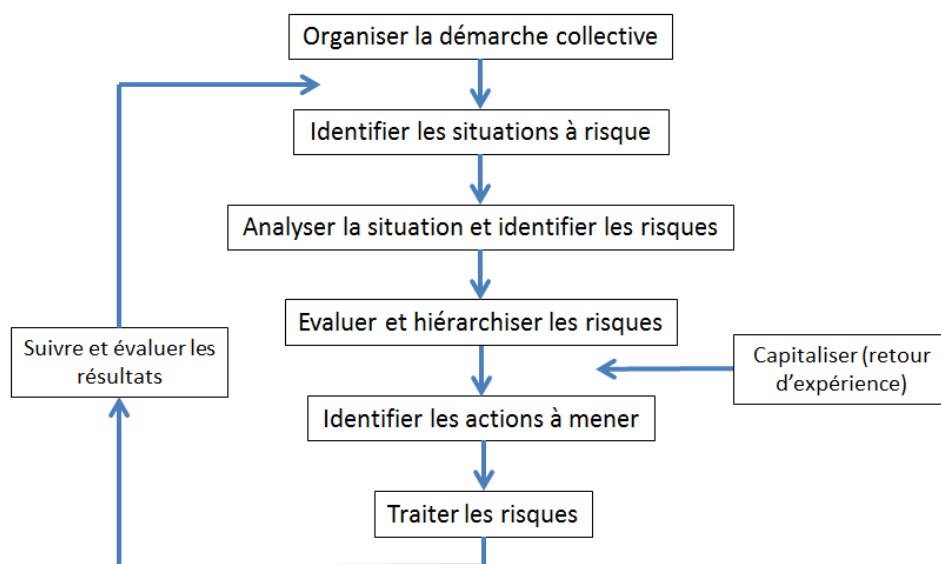 Organiser la démarche collective
Identifier les situations à risque
Analyser la situation et identifier les risques
Evaluer et hiérarchiser les risques
Suivre et évaluer les
résultats
Capitaliser (retour
d'expérience)
Identifier les actions à mener
Traiter les risques